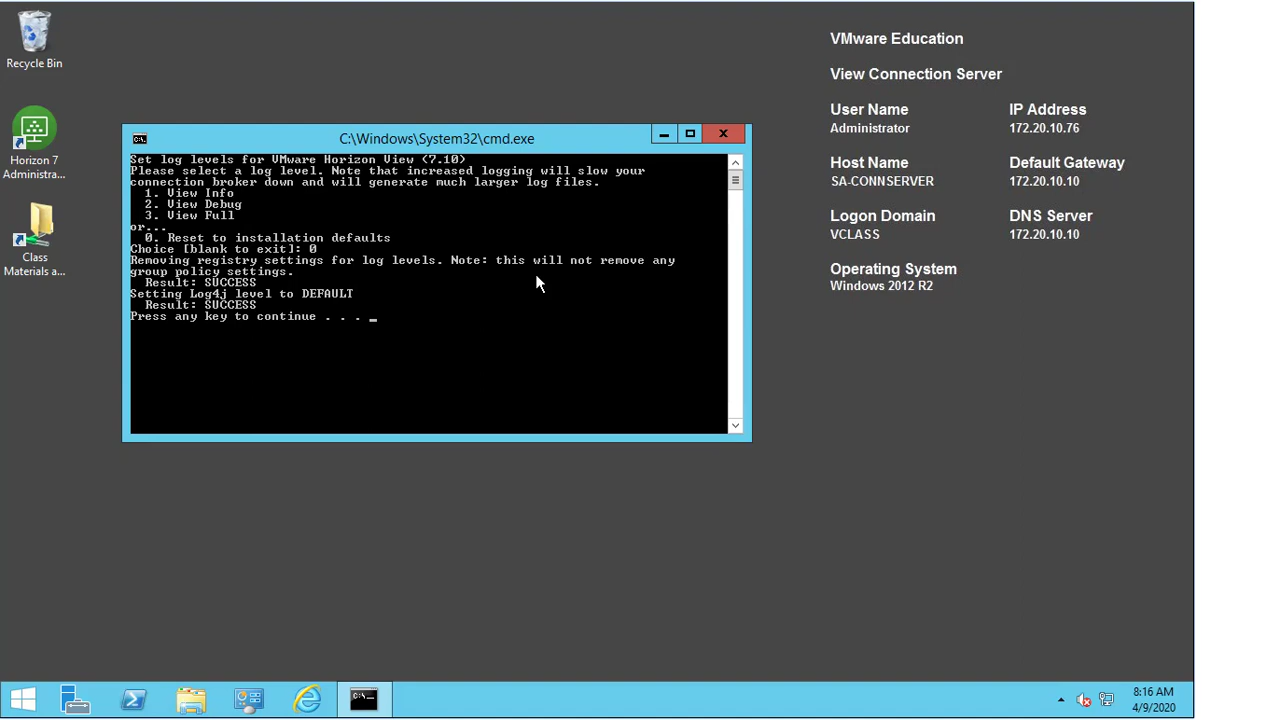 Recycle Bin
Horizon 7
Administra...
Class
Materials a...
C:\Windows\System32\cmd.exe
Set log levels for VMware Horizon View (7.10)
Please select a log level. Note that increased logging will slow your
connection broker down and will generate much larger log files.
1. View Info
2. View Debug
3. View Full
or...
0. Reset to installation defaults
Choice [blank to exit]: 0
Removing registry settings for log levels. Note: this will not remove any
group policy settings.
Result: SUCCESS
Setting Log4j level to DEFAULT
Result: SUCCESS
Press any key to continue . . . _
VMware Education
View Connection Server
User Name
Administrator
IP Address
172.20.10.76
Host Name
SA-CONNSERVER
Default Gateway
172.20.10.10
Logon Domain
VCLASS
DNS Server
172.20.10.10
Operating System
Windows 2012 R2
8:16 AM
4/9/2020